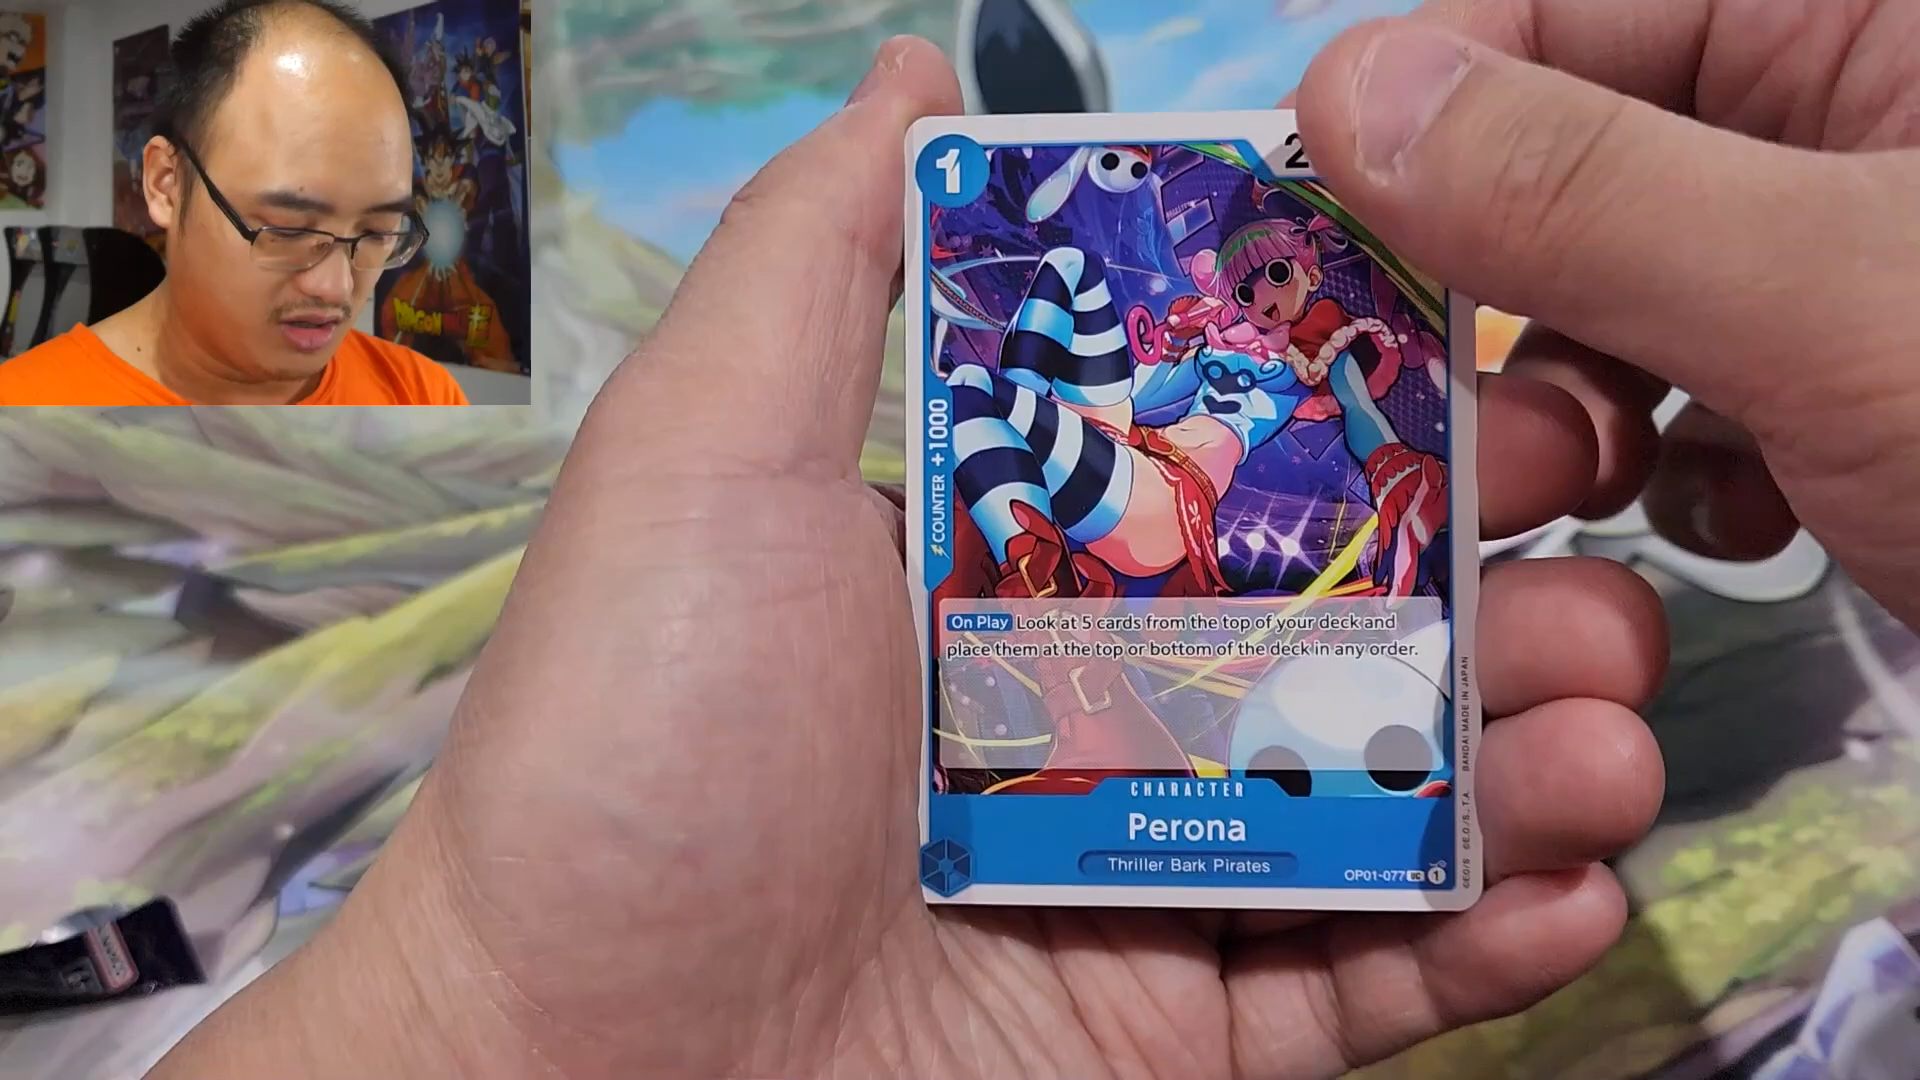 1
2
COUNTER +1000
On Play Look at 5 cards from the top of your deck and
place them at the top or bottom of the deck in any order.
CHARACTER
Perona
Thriller Bark Pirates
OP01-077 UC 1
©E.O/S ©E.O./S., T.A. BANDAI MADE IN JAPAN
DRAGON